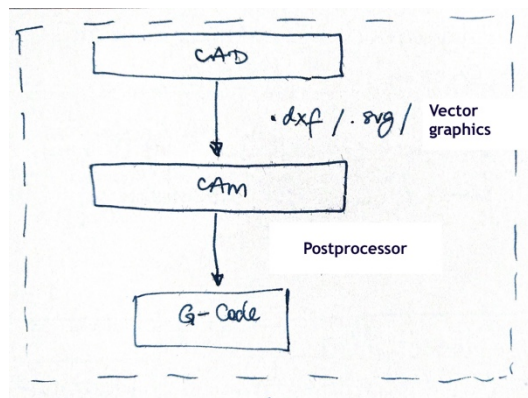 CAD
.dxf / .svg / Vector
graphics
CAM
Postprocessor
G-Code